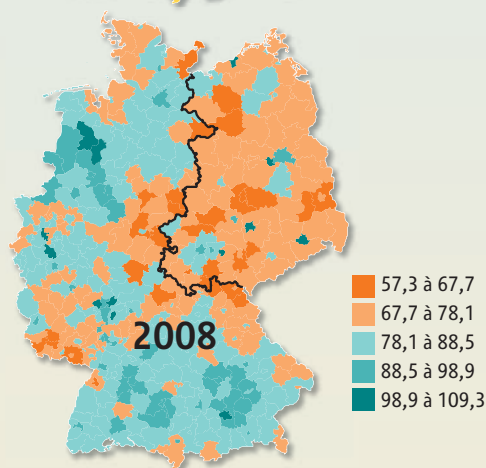 2008
57,3 à 67,7
67,7 à 78,1
78,1 à 88,5
88,5 à 98,9
98,9 à 109,3